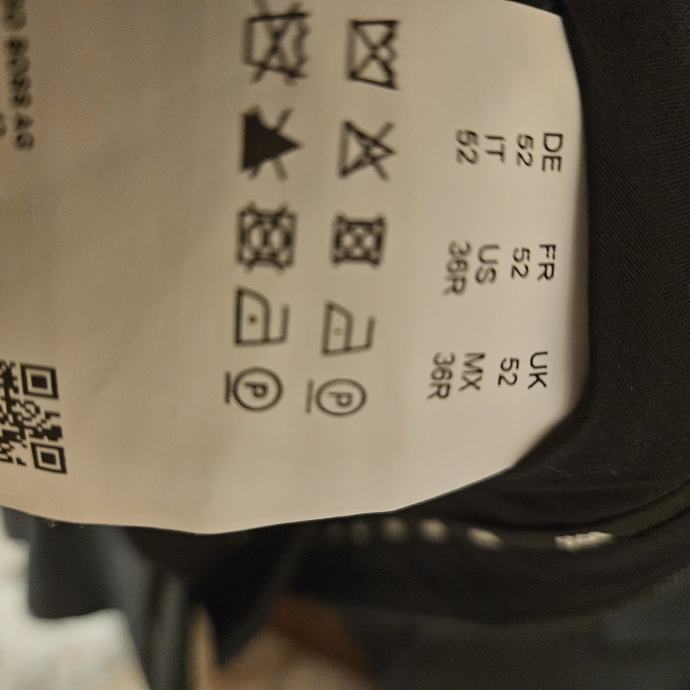 DE FR UK
52 52 52
IT US MX
52 36R 36R
P
P